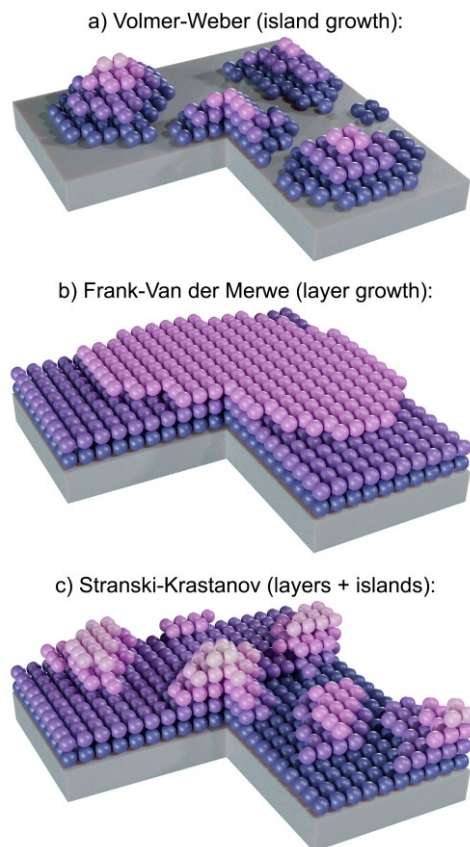 a) Volmer-Weber (island growth):
b) Frank-Van der Merwe (layer growth):
c) Stranski-Krastanov (layers + islands):